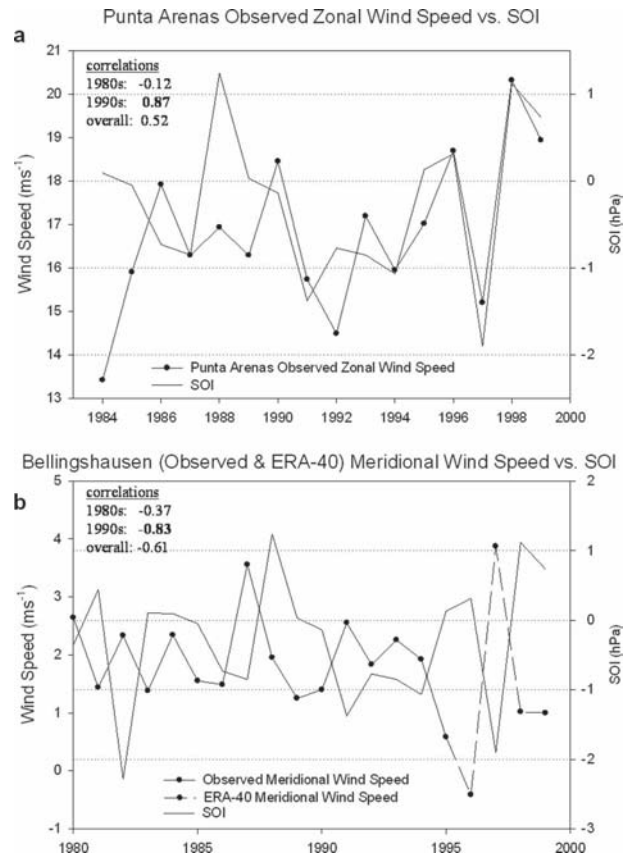 Punta Arenas Observed Zonal Wind Speed vs. SOI
a
correlations
1980s: -0.12
1990s: 0.87
overall: 0.52
Wind Speed (ms-1)
21
20
19
18
17
16
15
14
13
1
0
-1
-2
SOI (hPa)
Punta Arenas Observed Zonal Wind Speed
SOI
1984 1986 1988 1990 1992 1994 1996 1998 2000
Bellingshausen (Observed & ERA-40) Meridional Wind Speed vs. SOI
b
correlations
1980s: -0.37
1990s: -0.83
overall: -0.61
Wind Speed (ms-1)
5
4
3
2
1
0
-1
2
1
0
-1
-2
-3
SOI (hPa)
Observed Meridional Wind Speed
ERA-40 Meridional Wind Speed
SOI
1980 1985 1990 1995 2000